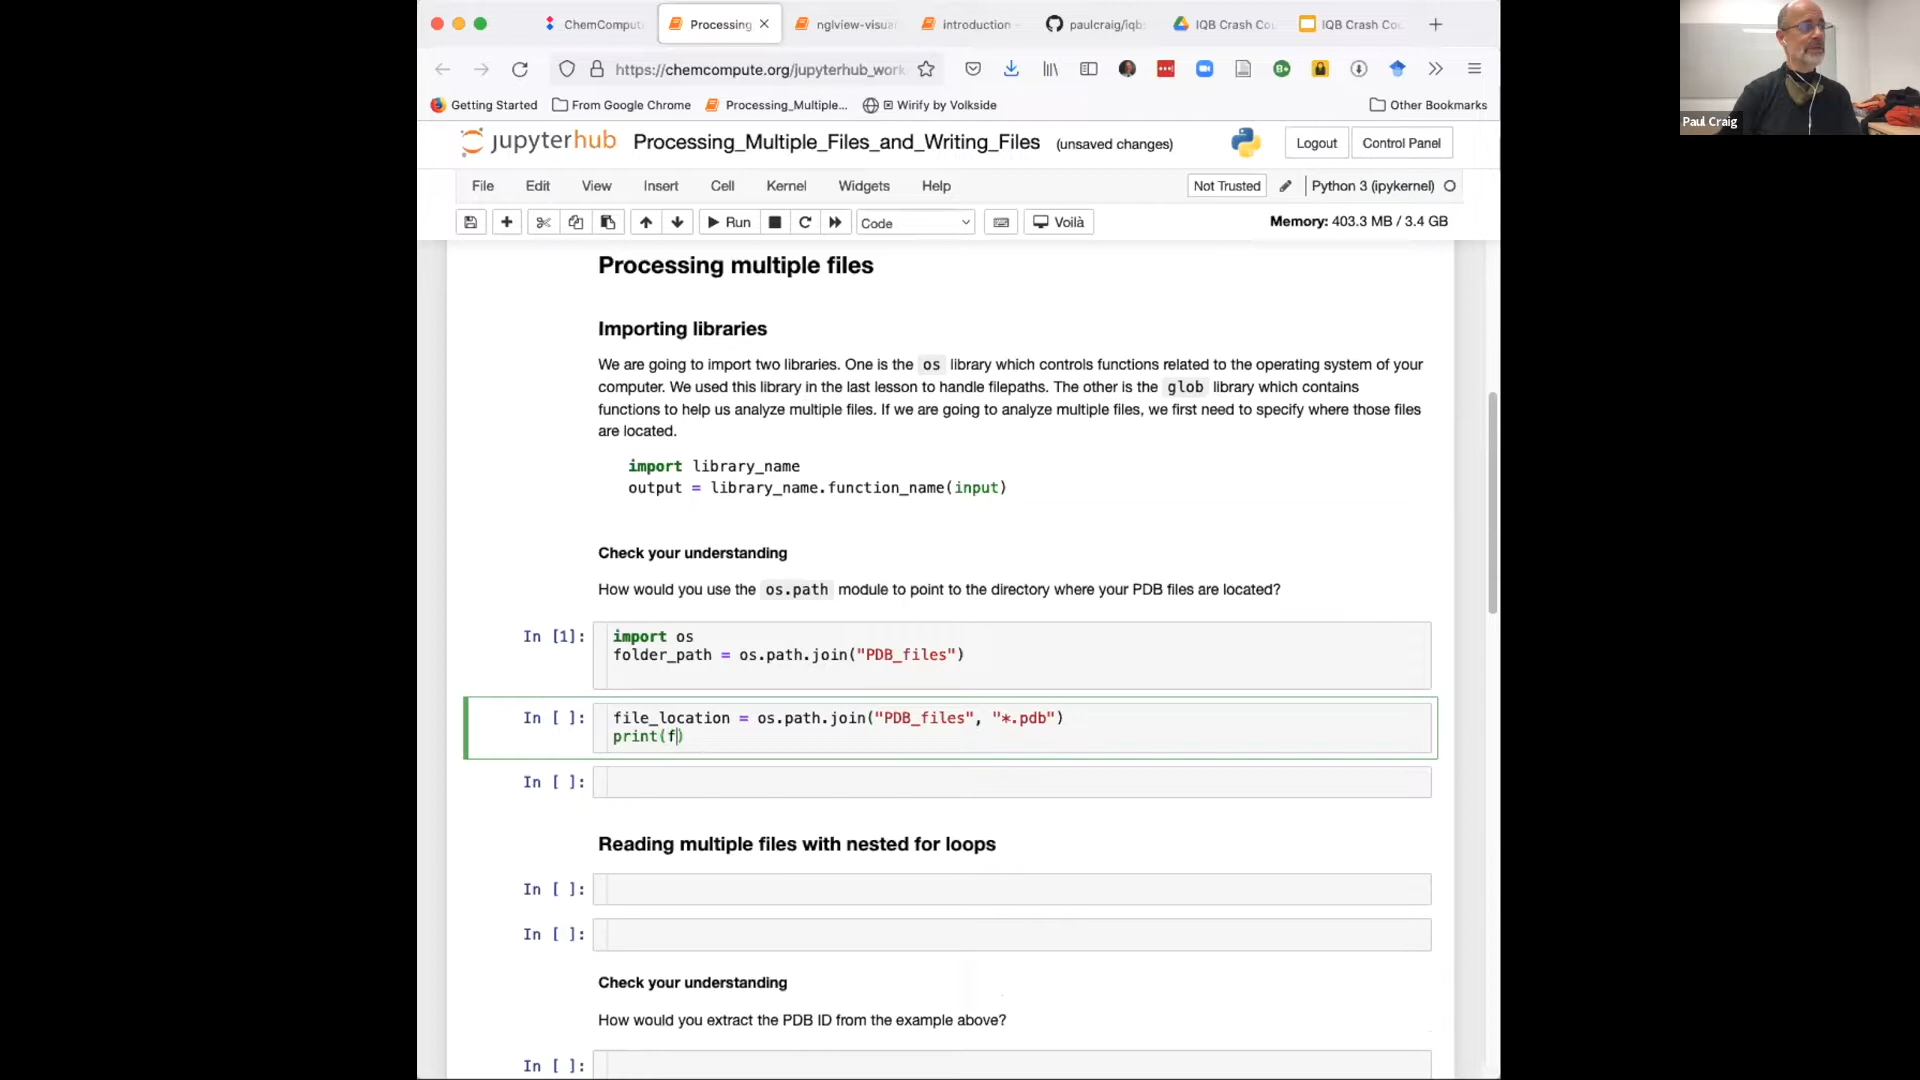 ChemCompute
Processing
nglview-visua
introduction
paulcraig/iqb
IQB Crash Cou
IQB Crash Cou
https://chemcompute.org/jupyterhub_work
Getting Started
From Google Chrome
Processing_Multiple...
Wirify by Volkside
Other Bookmarks
jupyterhub
Processing_Multiple_Files_and_Writing_Files
(unsaved changes)
Logout
Control Panel
File
Edit
View
Insert
Cell
Kernel
Widgets
Help
Not Trusted
Python 3 (ipykernel)
Run
Code
Voilà
Memory: 403.3 MB / 3.4 GB
Processing multiple files
Importing libraries
We are going to import two libraries. One is the os library which controls functions related to the operating system of your
computer. We used this library in the last lesson to handle filepaths. The other is the glob library which contains
functions to help us analyze multiple files. If we are going to analyze multiple files, we first need to specify where those files
are located.
import library_name
output = library_name.function_name(input)
Check your understanding
How would you use the os.path module to point to the directory where your PDB files are located?
In [1]:
import os
folder_path = os.path.join("PDB_files")
In [ ]:
file_location = os.path.join("PDB_files", "*.pdb")
print(f)
In [ ]:
Reading multiple files with nested for loops
In [ ]:
In [ ]:
Check your understanding
How would you extract the PDB ID from the example above?
In [ ]:
Paul Craig